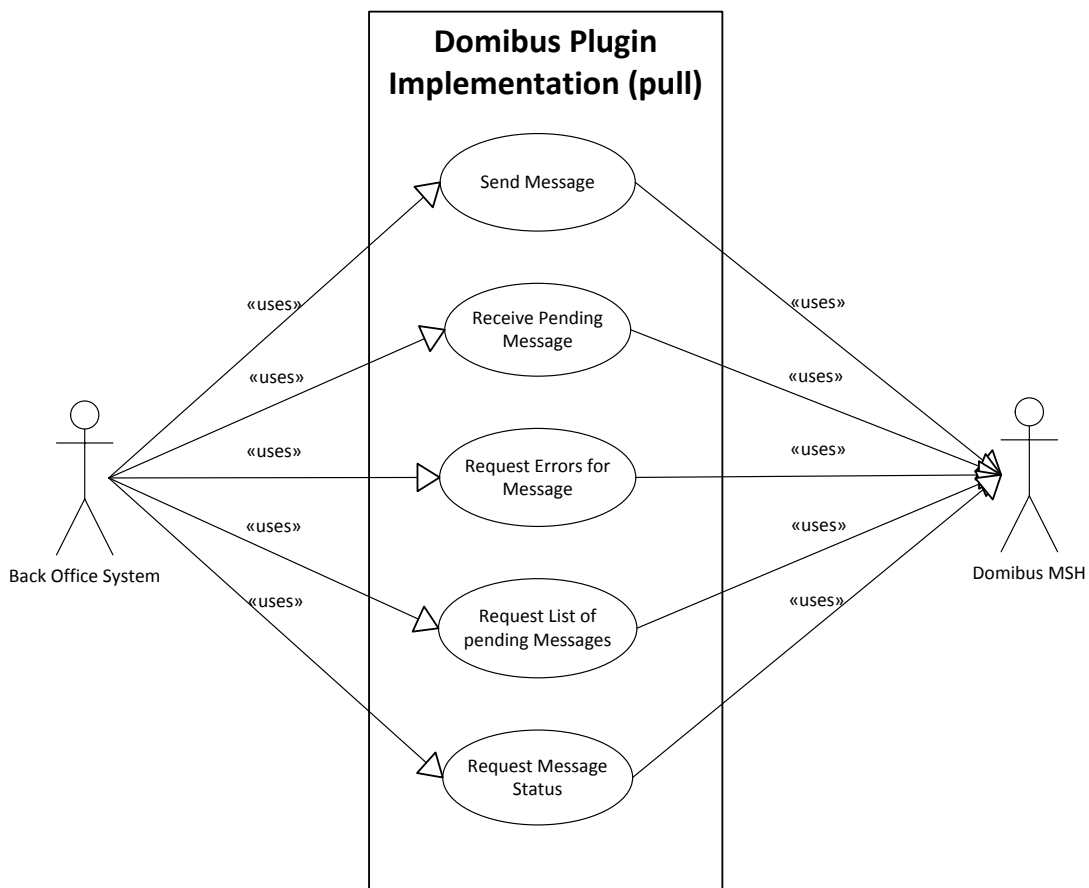 Domibus Plugin
Implementation (pull)
Send Message
«uses»
«uses»
Receive Pending
Message
«uses»
«uses»
Request Errors for
Message
«uses»
«uses»
Back Office System
Domibus MSH
«uses»
«uses»
Request List of
pending Messages
«uses»
«uses»
Request Message
Status